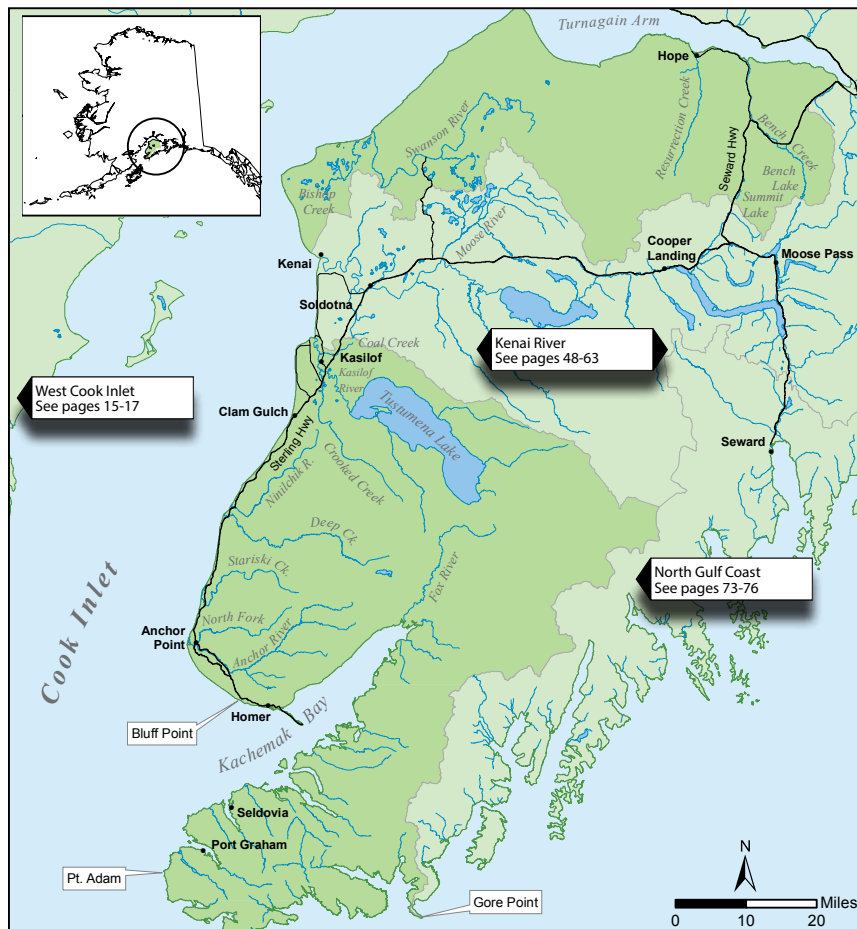 Turnagain Arm
Hope
Swanson River
Resurrection Creek
Seward Hwy
Bench Creek
Bench
Lake
Summit
Lake
Bishop
Creek
Moose River
Kenai
Cooper
Landing
Moose Pass
Soldotna
Coal Creek
Kenai River
See pages 48-63
Kasilof
Kasilof
River
West Cook Inlet
See pages 15-17
Clam Gulch
Tustumena Lake
Sterling Hwy
Seward
Ninilchik R.
Crooked Creek
Deep Ck.
Stariski Ck.
Fox River
North Gulf Coast
See pages 73-76
Cook Inlet
North Fork
Anchor
Point
Anchor River
Bluff Point
Homer
Kachemak Bay
Seldovia
Port Graham
Pt. Adam
Gore Point
N
Miles
0 10 20